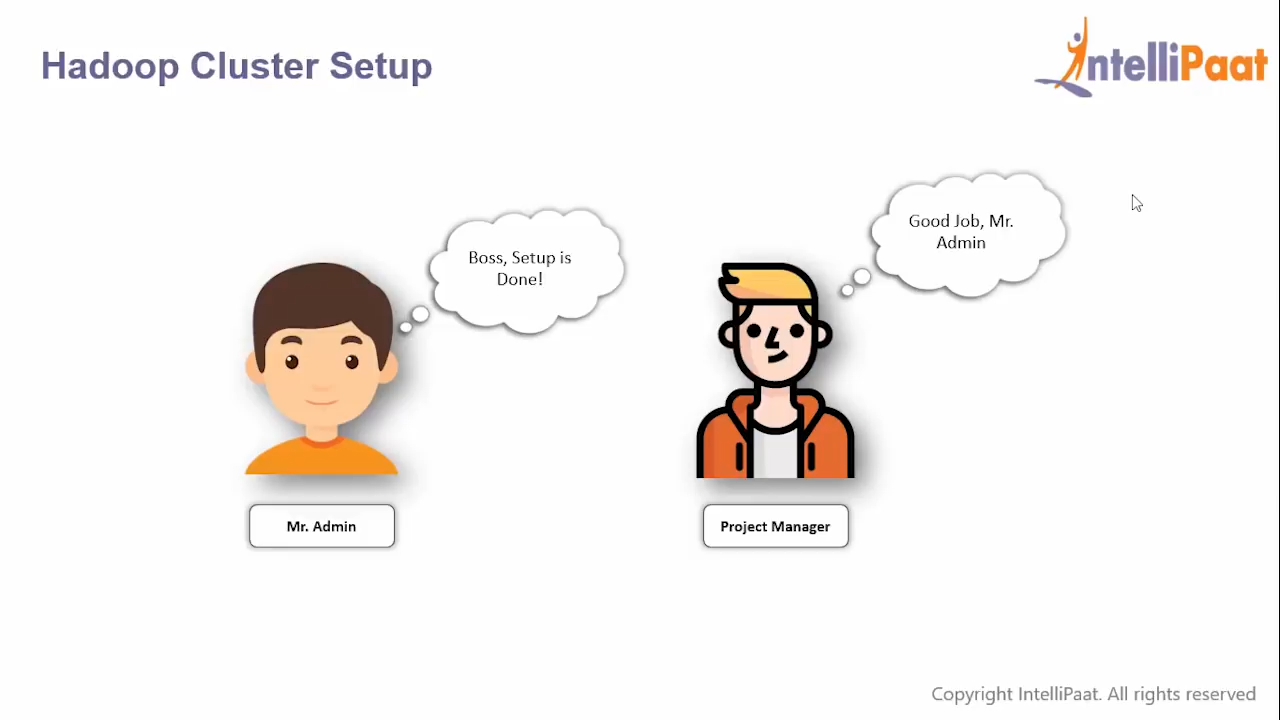 Hadoop Cluster Setup
IntelliPaat
Boss, Setup is
Done!
Good Job, Mr.
Admin
Mr. Admin
Project Manager
Copyright IntelliPaat. All rights reserved